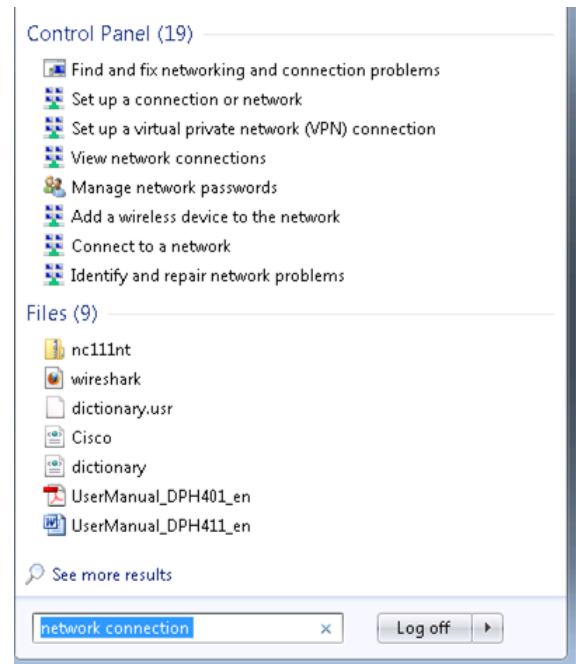 Control Panel (19)
Find and fix networking and connection problems
Set up a connection or network
Set up a virtual private network (VPN) connection
View network connections
Manage network passwords
Add a wireless device to the network
Connect to a network
Identify and repair network problems
Files (9)
nc111nt
wireshark
dictionary.usr
Cisco
dictionary
UserManual_DPH401_en
UserManual_DPH411_en
See more results
network connection
Log off